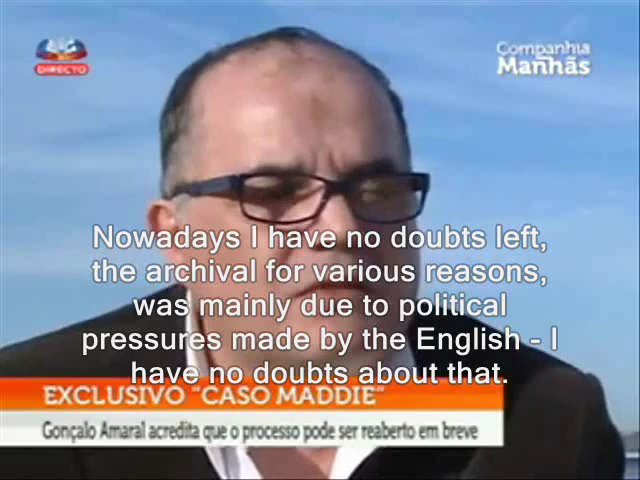 SIC
DIRECTO
Companhia
Manhãs
Nowadays I have no doubts left,
the archival for various reasons,
was mainly due to political
pressures made by the English - I
have no doubts about that.
EXCLUSIVO "CASO MADDIE"
Gonçalo Amaral acredita que o processo pode ser reaberto em breve